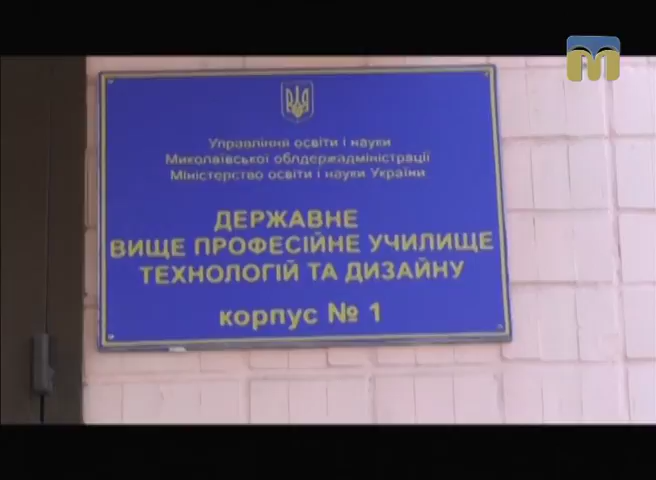 Управління освіти і науки
Миколаївської облдержадміністрації
Міністерство освіти і науки України
ДЕРЖАВНЕ
ВИЩЕ ПРОФЕСІЙНЕ УЧИЛИЩЕ
ТЕХНОЛОГІЙ ТА ДИЗАЙНУ
корпус № 1